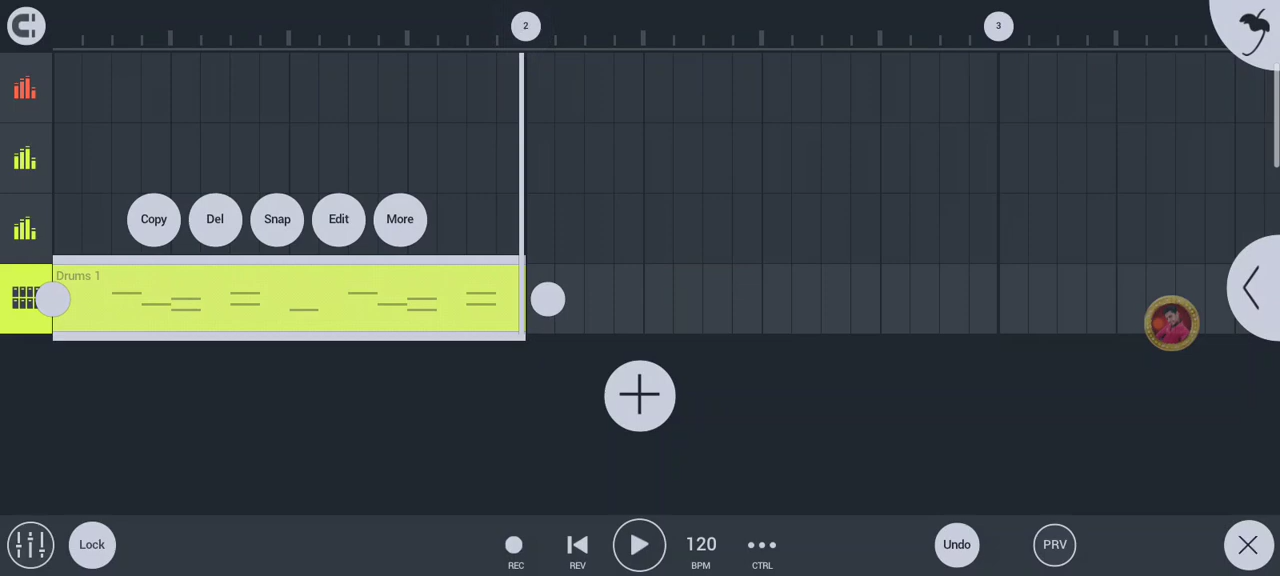 2
3
Copy
Del
Snap
Edit
More
Drums 1
Lock
REC
REV
120
BPM
CTRL
Undo
PRV